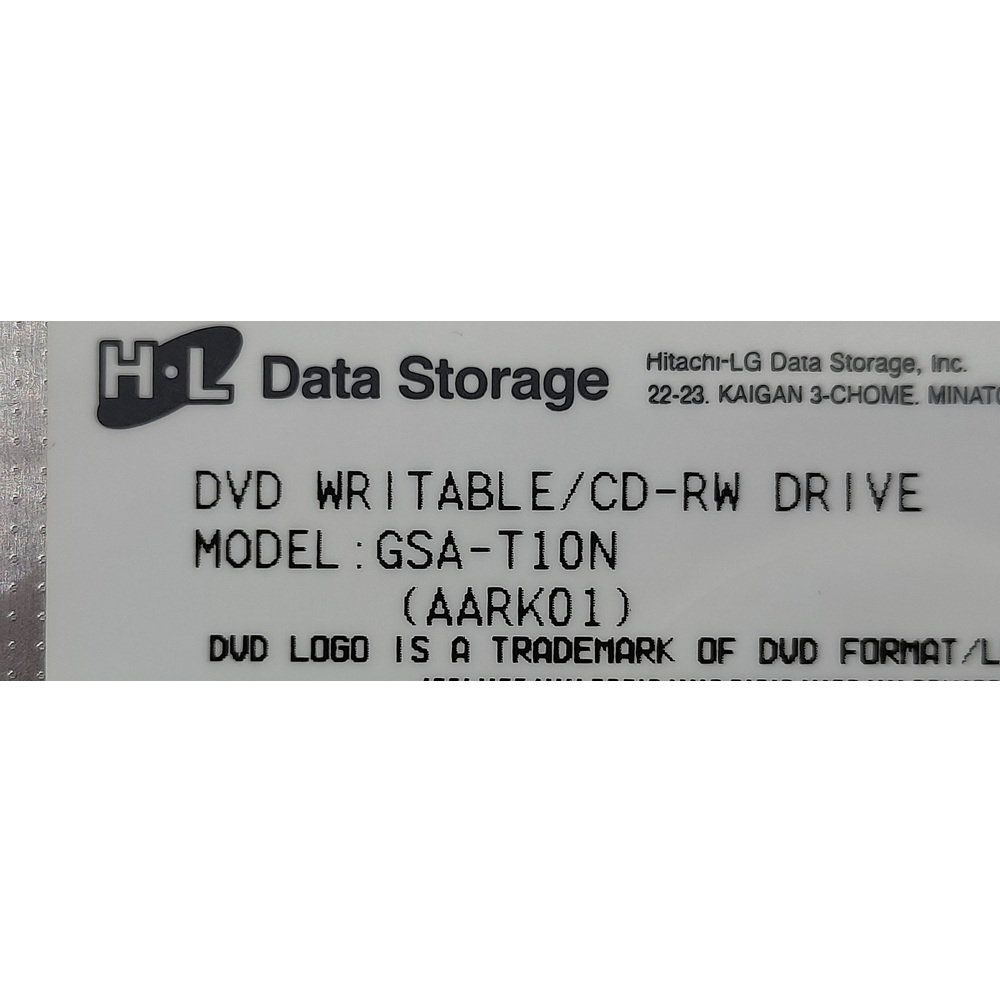 H·L Data Storage
Hitachi-LG Data Storage, Inc.
22-23. KAIGAN 3-CHOME. MINATO
DVD WRITABLE/CD-RW DRIVE
MODEL:GSA-T10N
(AARK01)
DVD LOGO IS A TRADEMARK OF DVD FORMAT/L